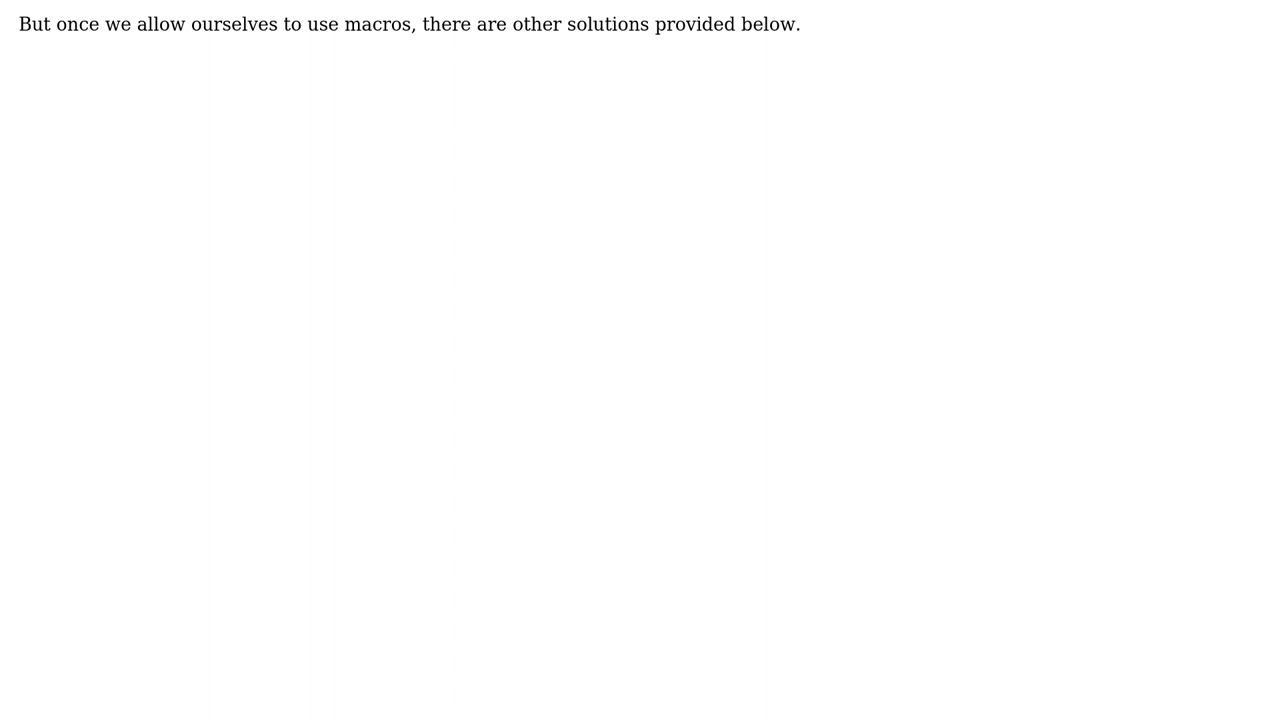 But once we allow ourselves to use macros, there are other solutions provided below.